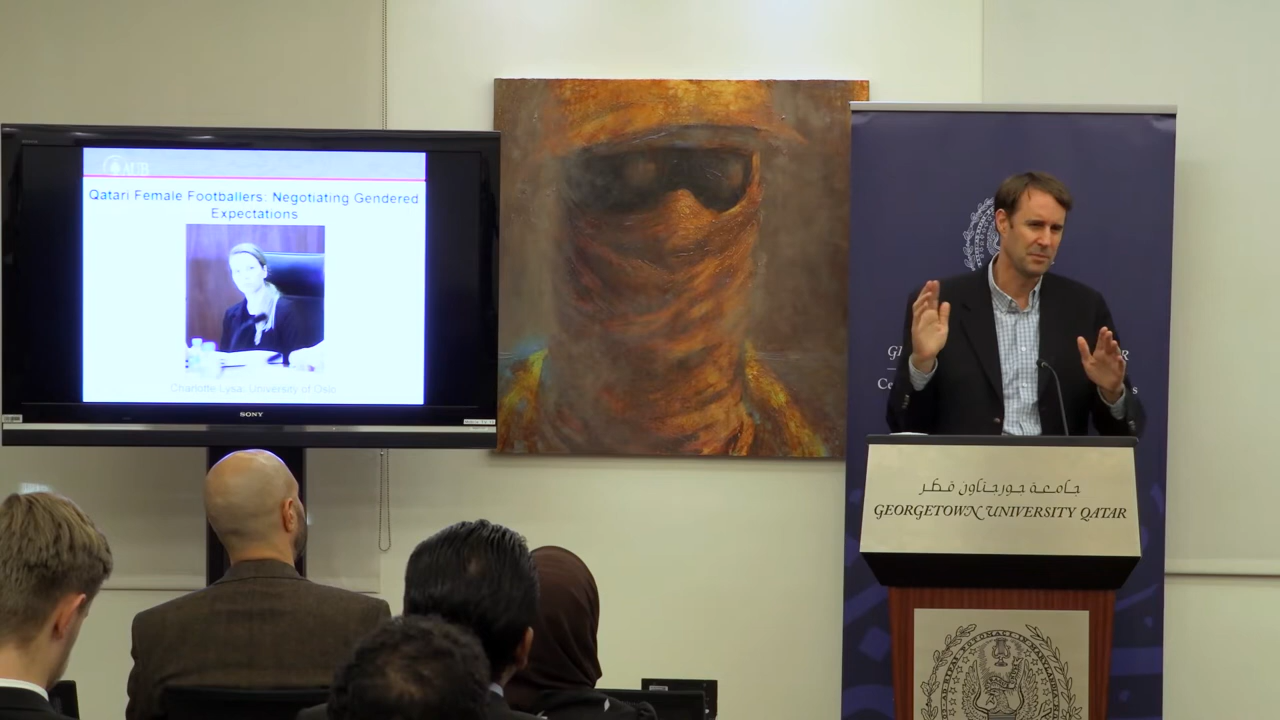 AUB
Qatari Female Footballers: Negotiating Gendered
Expectations
Charlotte Lysa, University of Oslo
SONY
جامعة جورجتاون قطر
GEORGETOWN UNIVERSITY QATAR